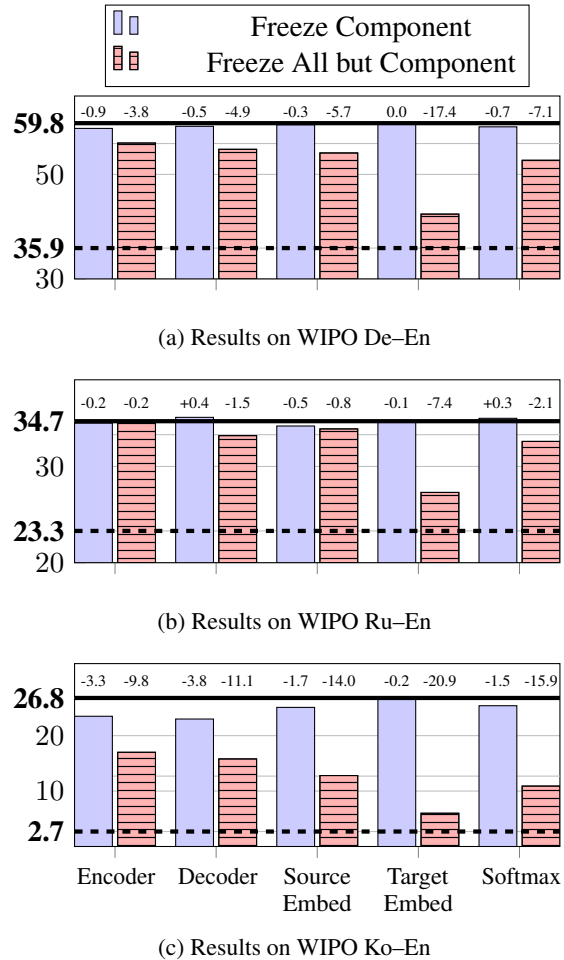 Freeze Component
Freeze All but Component
-0.9 -3.8 -0.5 -4.9 -0.3 -5.7 0.0 -17.4 -0.7 -7.1
59.8
50
35.9
30
(a) Results on WIPO De–En
-0.2 -0.2 +0.4 -1.5 -0.5 -0.8 -0.1 -7.4 +0.3 -2.1
34.7
30
23.3
20
(b) Results on WIPO Ru–En
-3.3 -9.8 -3.8 -11.1 -1.7 -14.0 -0.2 -20.9 -1.5 -15.9
26.8
20
10
2.7
Encoder Decoder Source Target Softmax
Embed Embed
(c) Results on WIPO Ko–En